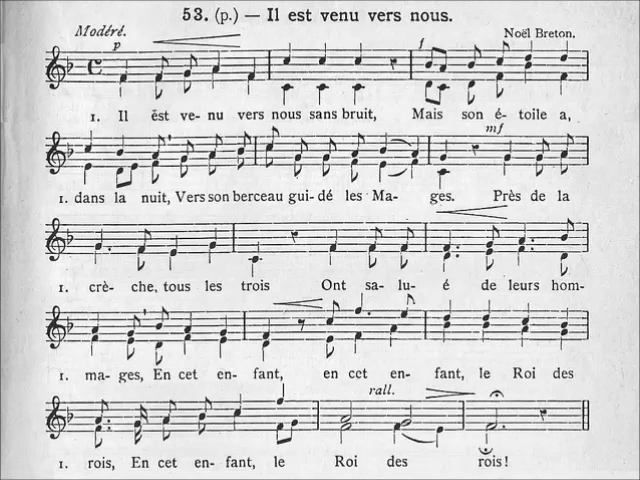 53. (p.) — Il est venu vers nous.
Modéré.
Noël Breton.
p
f
1. Il est ve- nu vers nous sans bruit, Mais son é- toile a,
mf
1. dans la nuit, Vers son berceau gui- dé les Ma- ges. Près de la
1. crè- che, tous les trois Ont sa- lu- é de leurs hom-
1. ma- ges, En cet en- fant, en cet en- fant, le Roi des
rall.
1. rois, En cet en- fant, le Roi des rois!